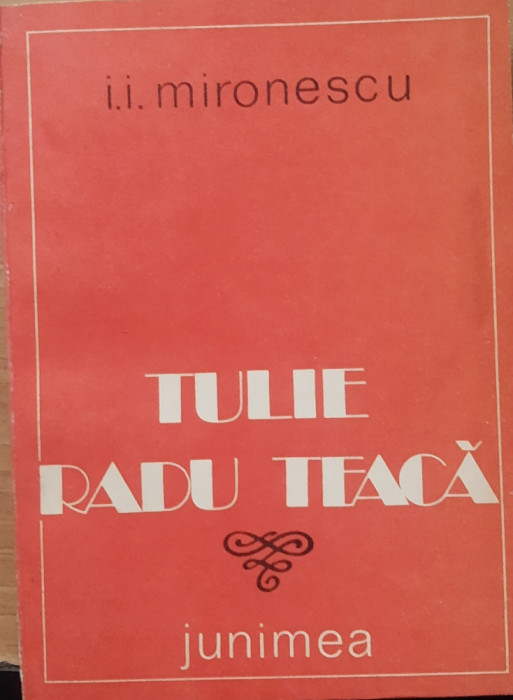 i.i. mironescu
TULIE
RADU TEACĂ
junimea